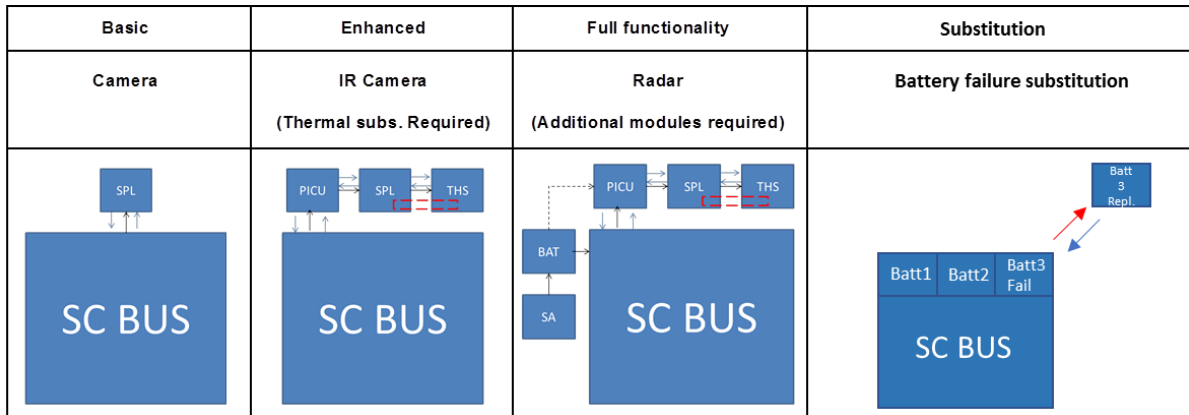 Basic
Enhanced
Full functionality
Substitution
Camera
IR Camera
(Thermal subs. Required)
Radar
(Additional modules required)
Battery failure substitution
SPL
SC BUS
PICU
SPL
THS
SC BUS
PICU
SPL
THS
BAT
SA
SC BUS
Batt
3
Repl.
Batt1
Batt2
Batt3
Fail
SC BUS